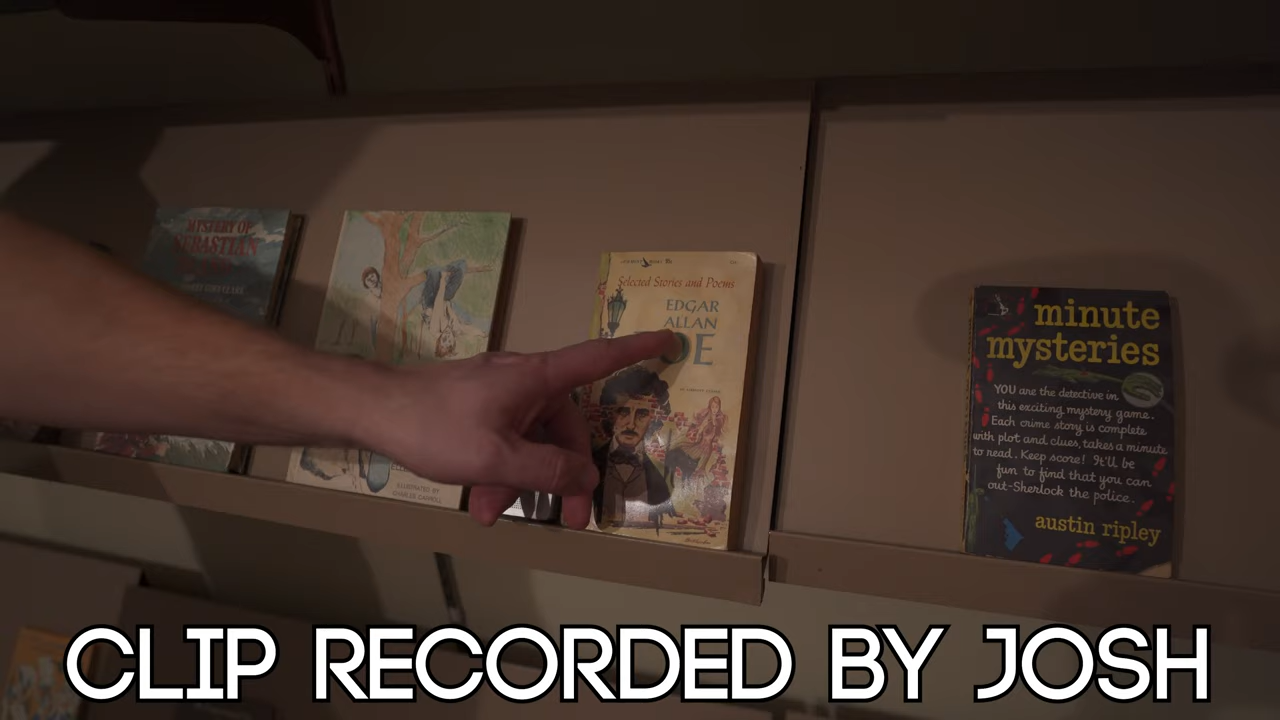 MYSTERY OF
SEBASTIAN
Selected Stories and Poems
EDGAR
ALLAN
POE
minute
mysteries
YOU are the detective in
this exciting mystery game.
Each crime story is complete
with plot and clues, takes a minute
to read. Keep score! It'll be
fun to find that you can
out-Sherlock the police.
austin ripley
ILLUSTRATED BY
CLIP RECORDED BY JOSH